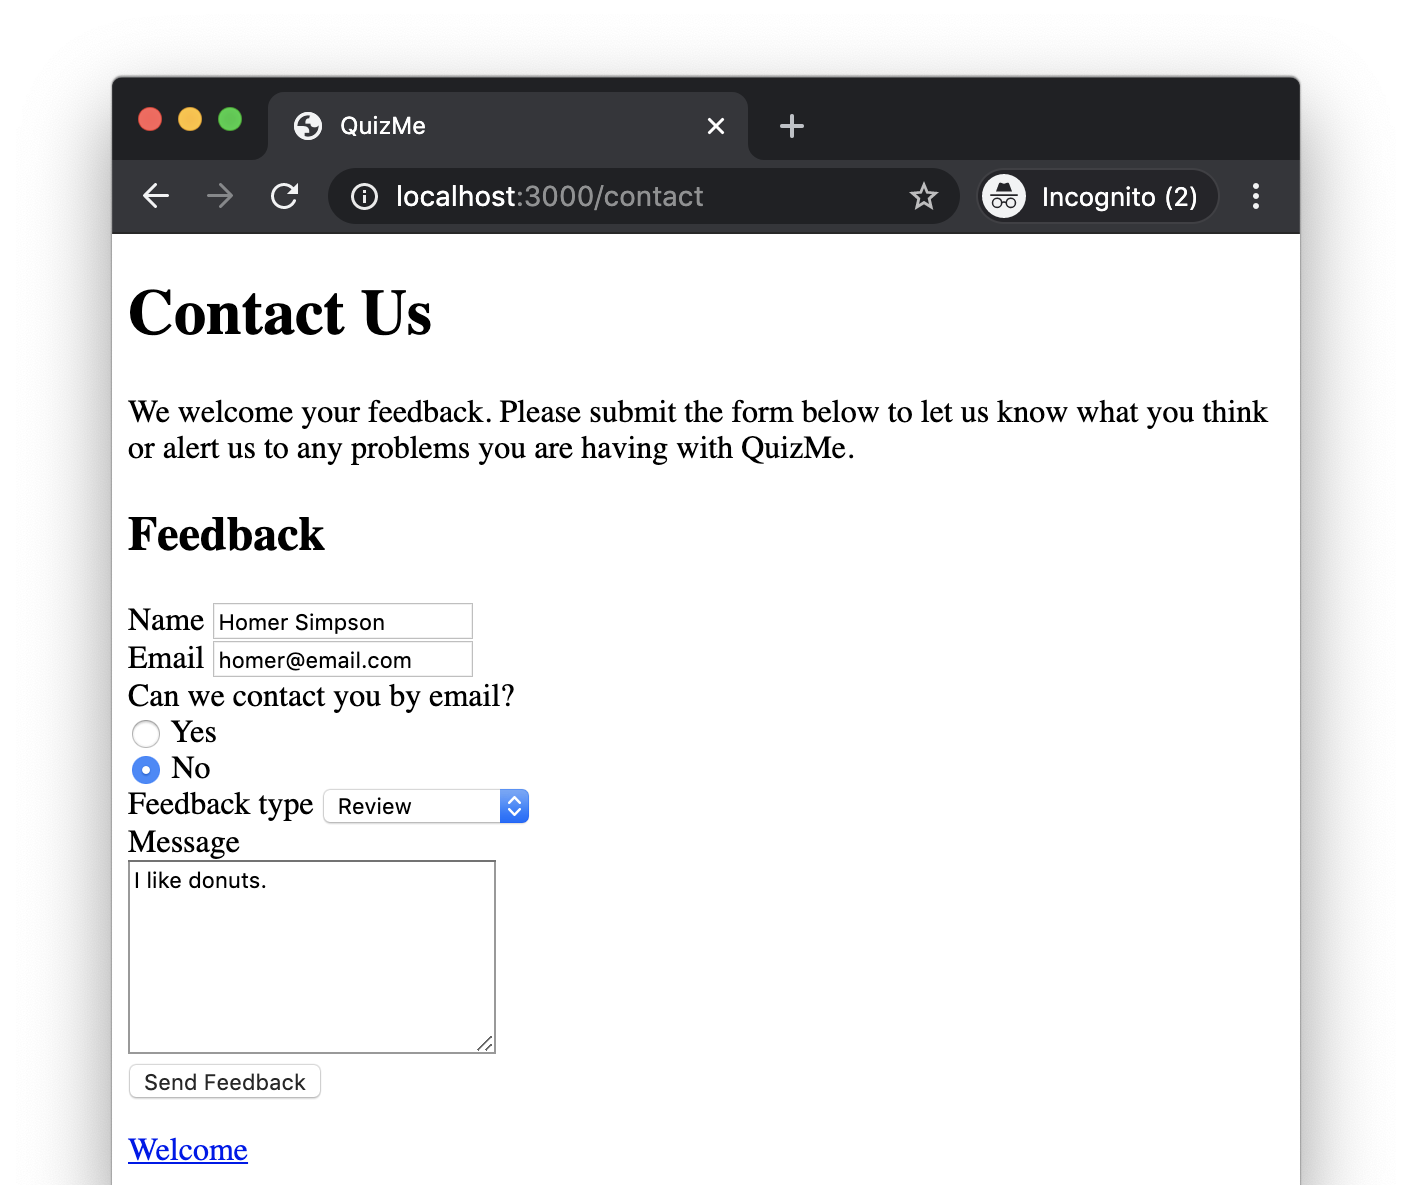 QuizMe
localhost:3000/contact
Incognito (2)
Contact Us
We welcome your feedback. Please submit the form below to let us know what you think
or alert us to any problems you are having with QuizMe.
Feedback
Name Homer Simpson
Email homer@email.com
Can we contact you by email?
Yes
No
Feedback type Review
Message
I like donuts.
Send Feedback
Welcome